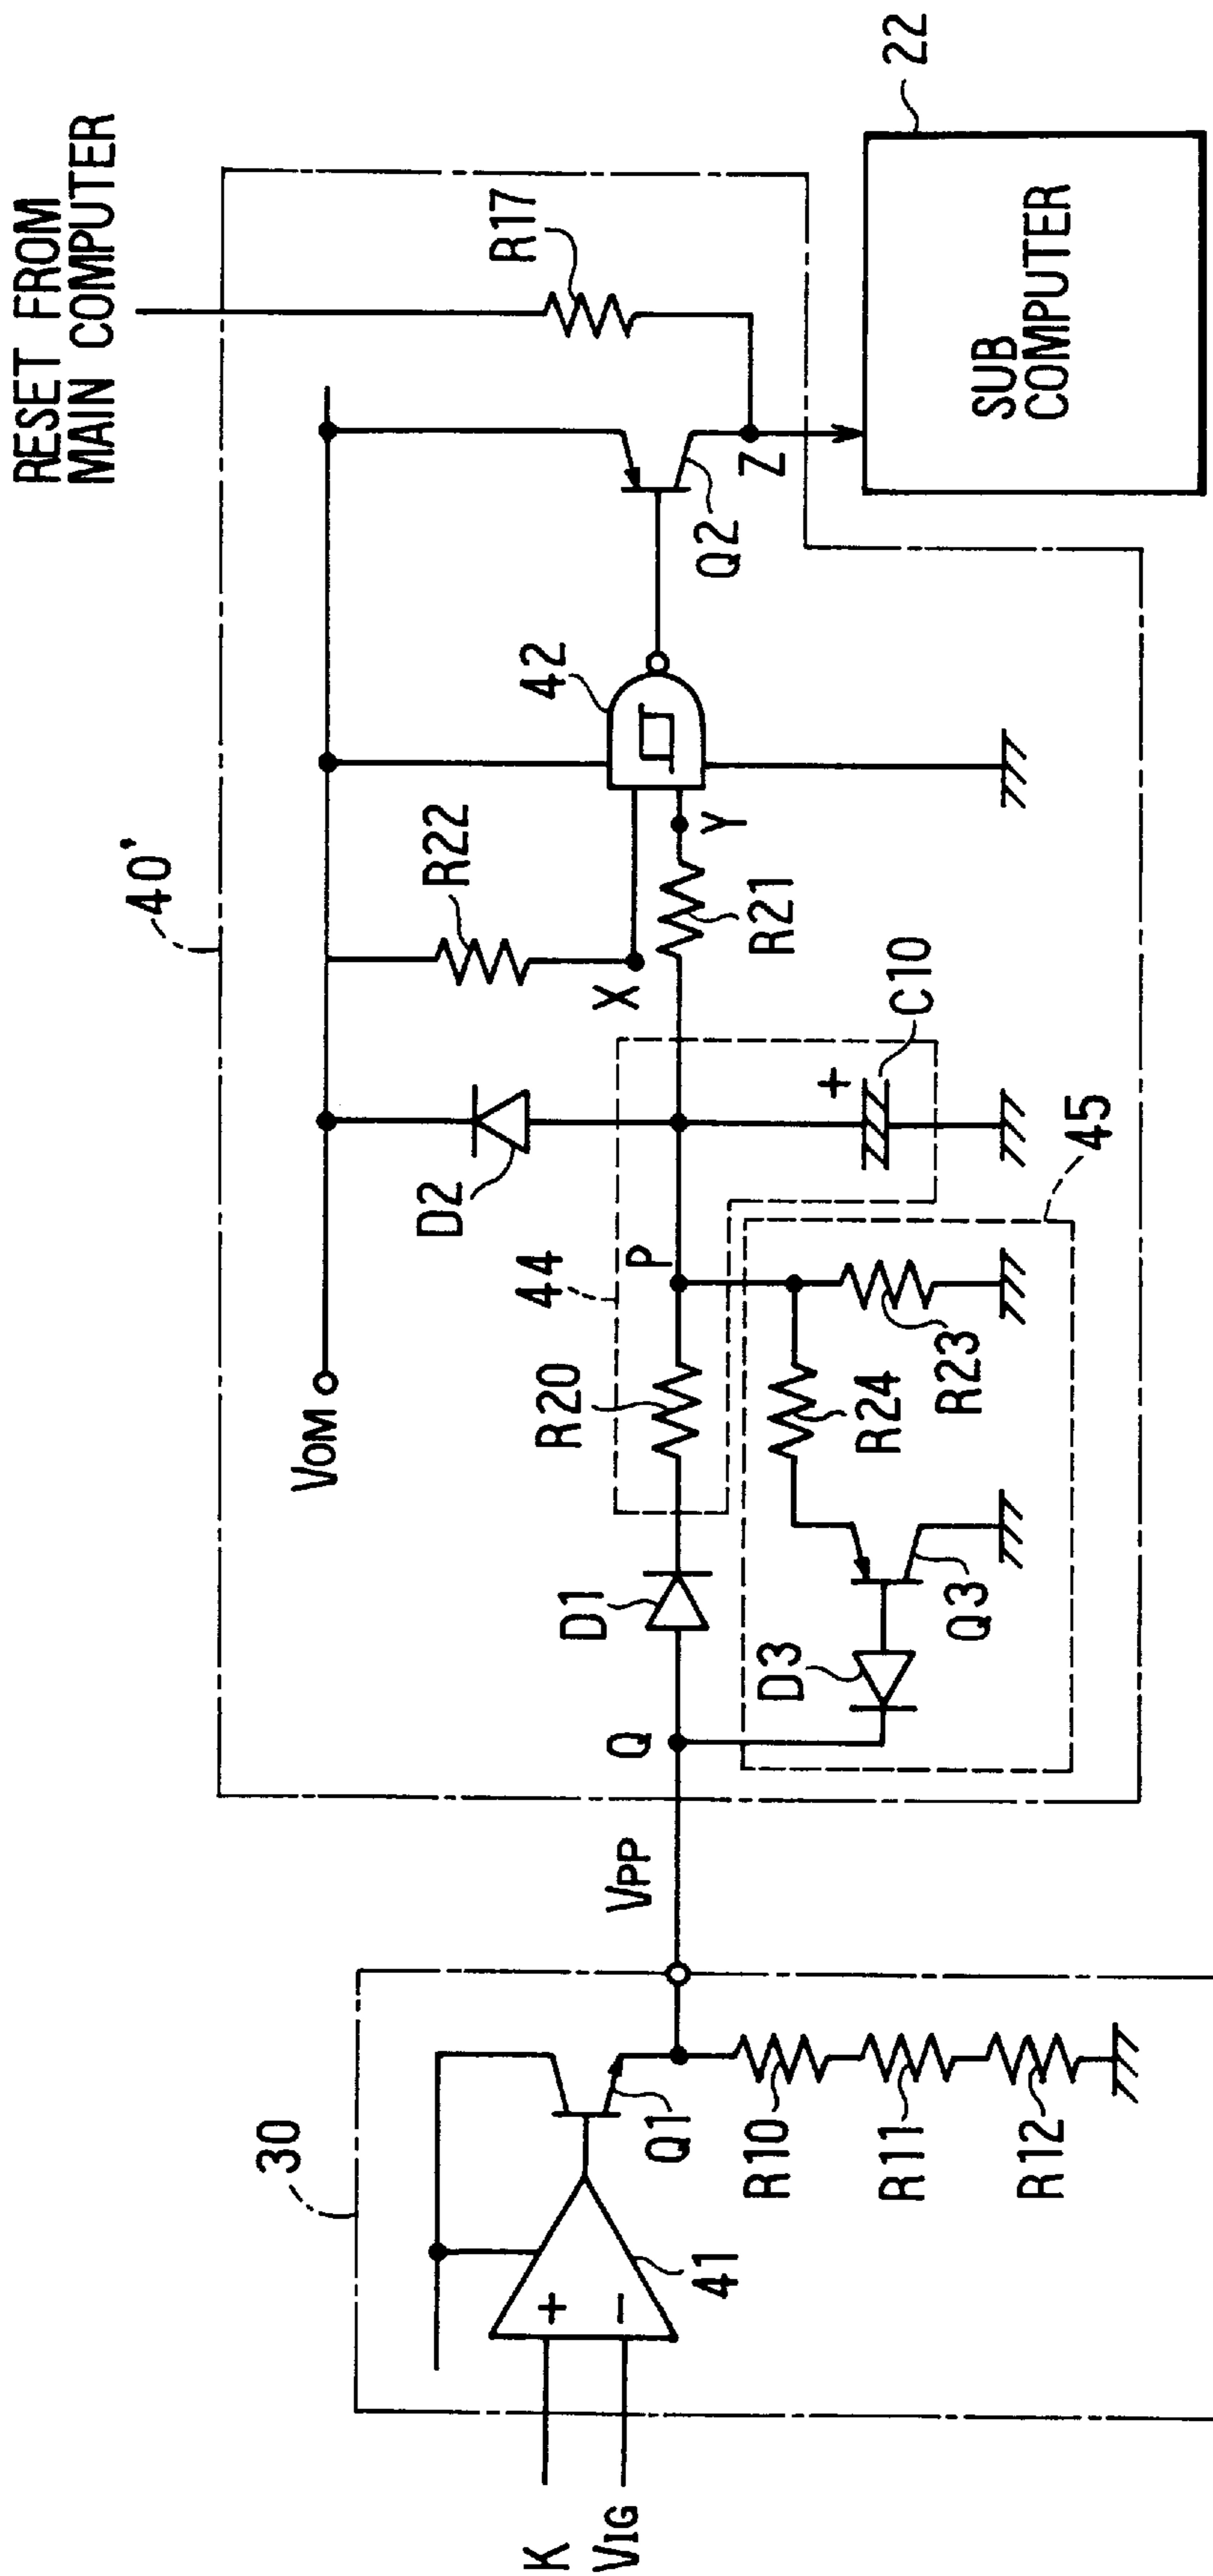 RESET FROM
MAIN COMPUTER
40'
R17
22
VOM
D2
R22
X
42
Q2
Z
SUB
COMPUTER
44
P
R20
R21
Y
+
C10
D1
Q
D3
Q3
R24
R23
45
VPP
30
Q1
R10
R11
R12
41
+
−
K
VIG